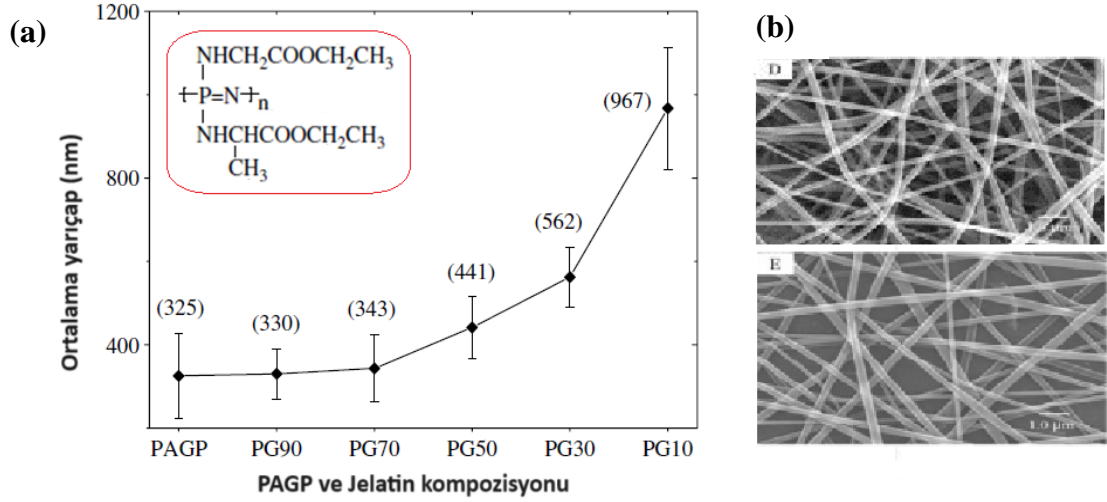 (a)
1200
800
400
Ortalama yarıçap (nm)
NHCH₂COOCH₂CH₃
P=N n
NHCHCOOCH₂CH₃
CH₃
(325)
(330)
(343)
(441)
(562)
(967)
PAGP PG90 PG70 PG50 PG30 PG10
PAGP ve Jelatin kompozisyonu
(b)
D
E
1.0 µm